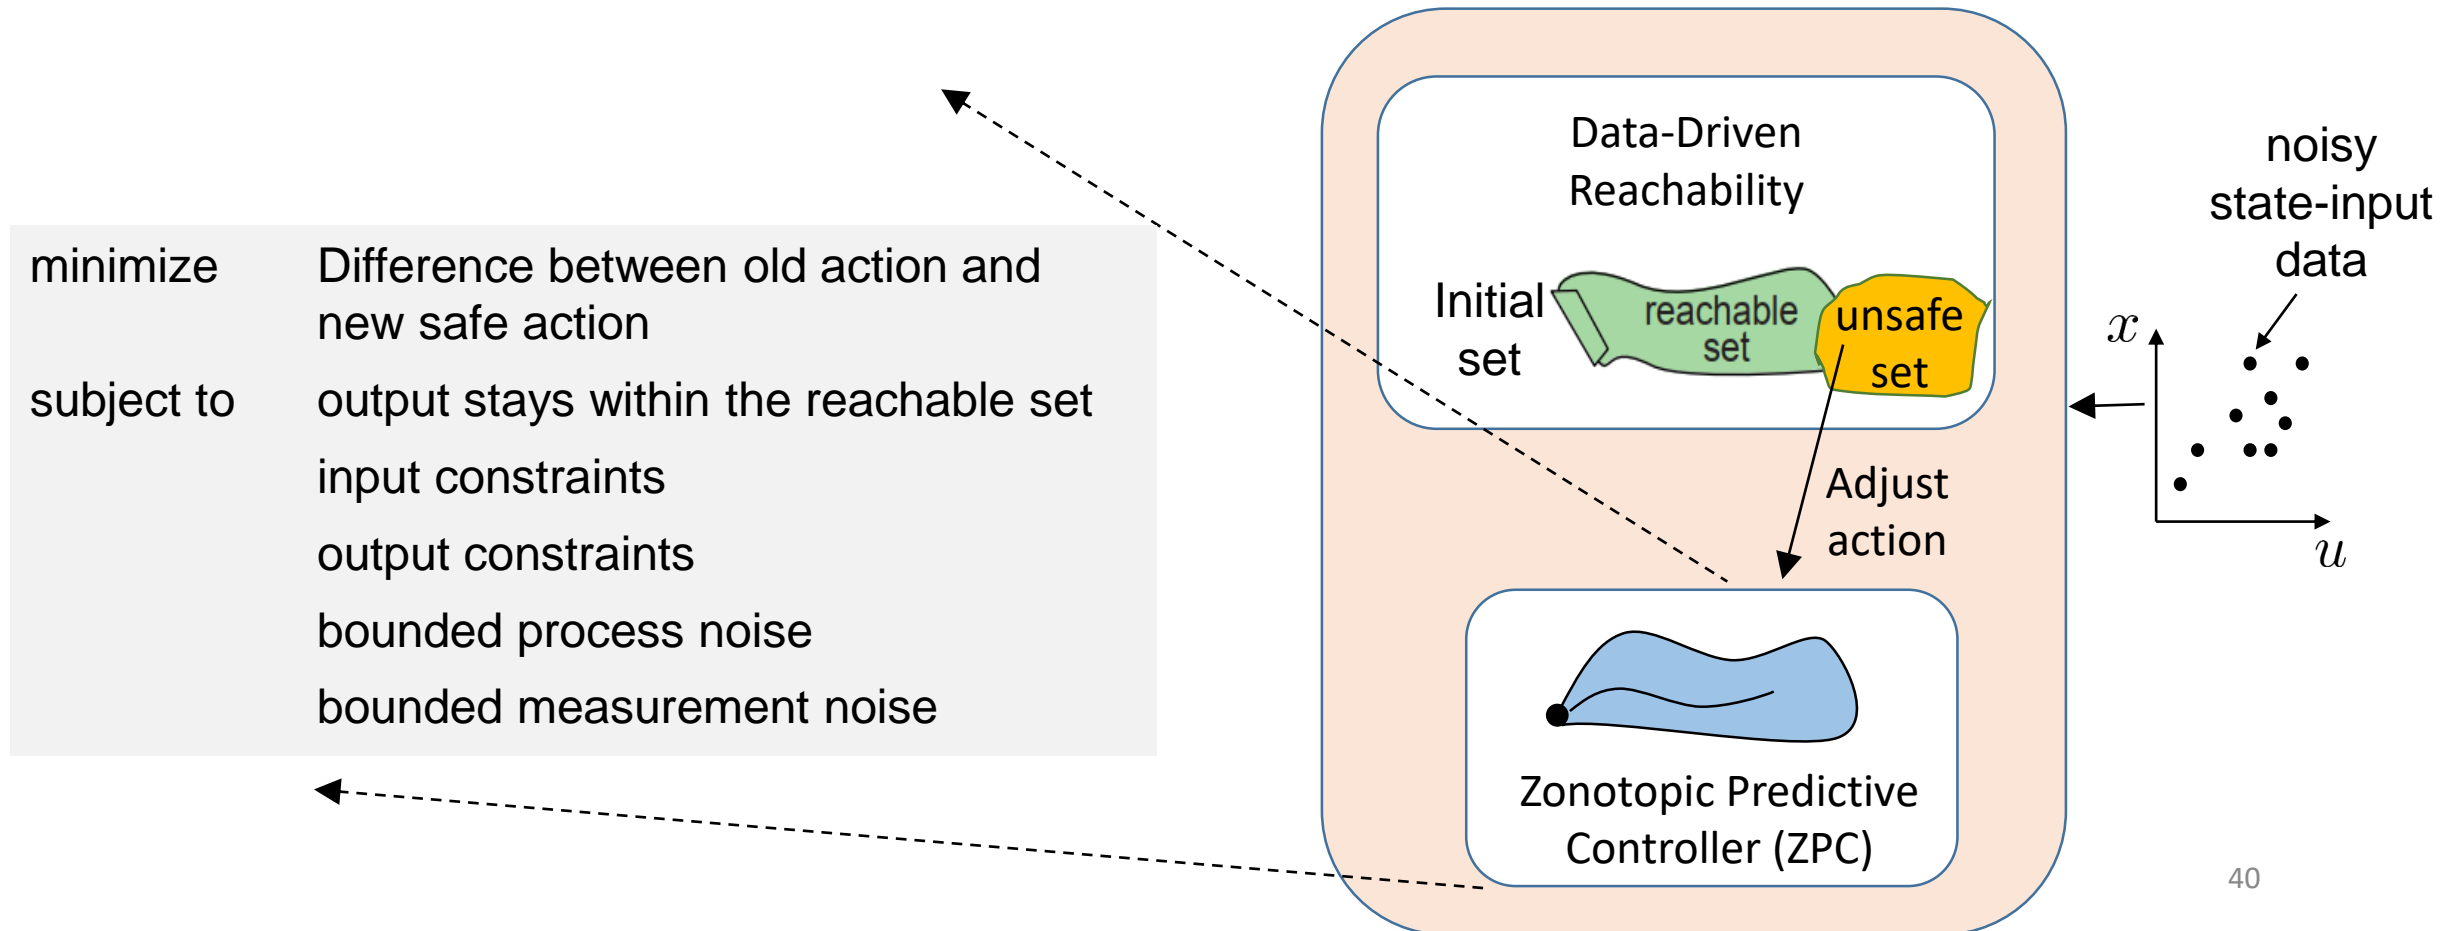 minimize Difference between old action and
new safe action
subject to output stays within the reachable set
input constraints
output constraints
bounded process noise
bounded measurement noise
Data-Driven
Reachability
Initial
set
reachable
set
unsafe
set
Adjust
action
Zonotopic Predictive
Controller (ZPC)
noisy
state-input
data
x
u
40